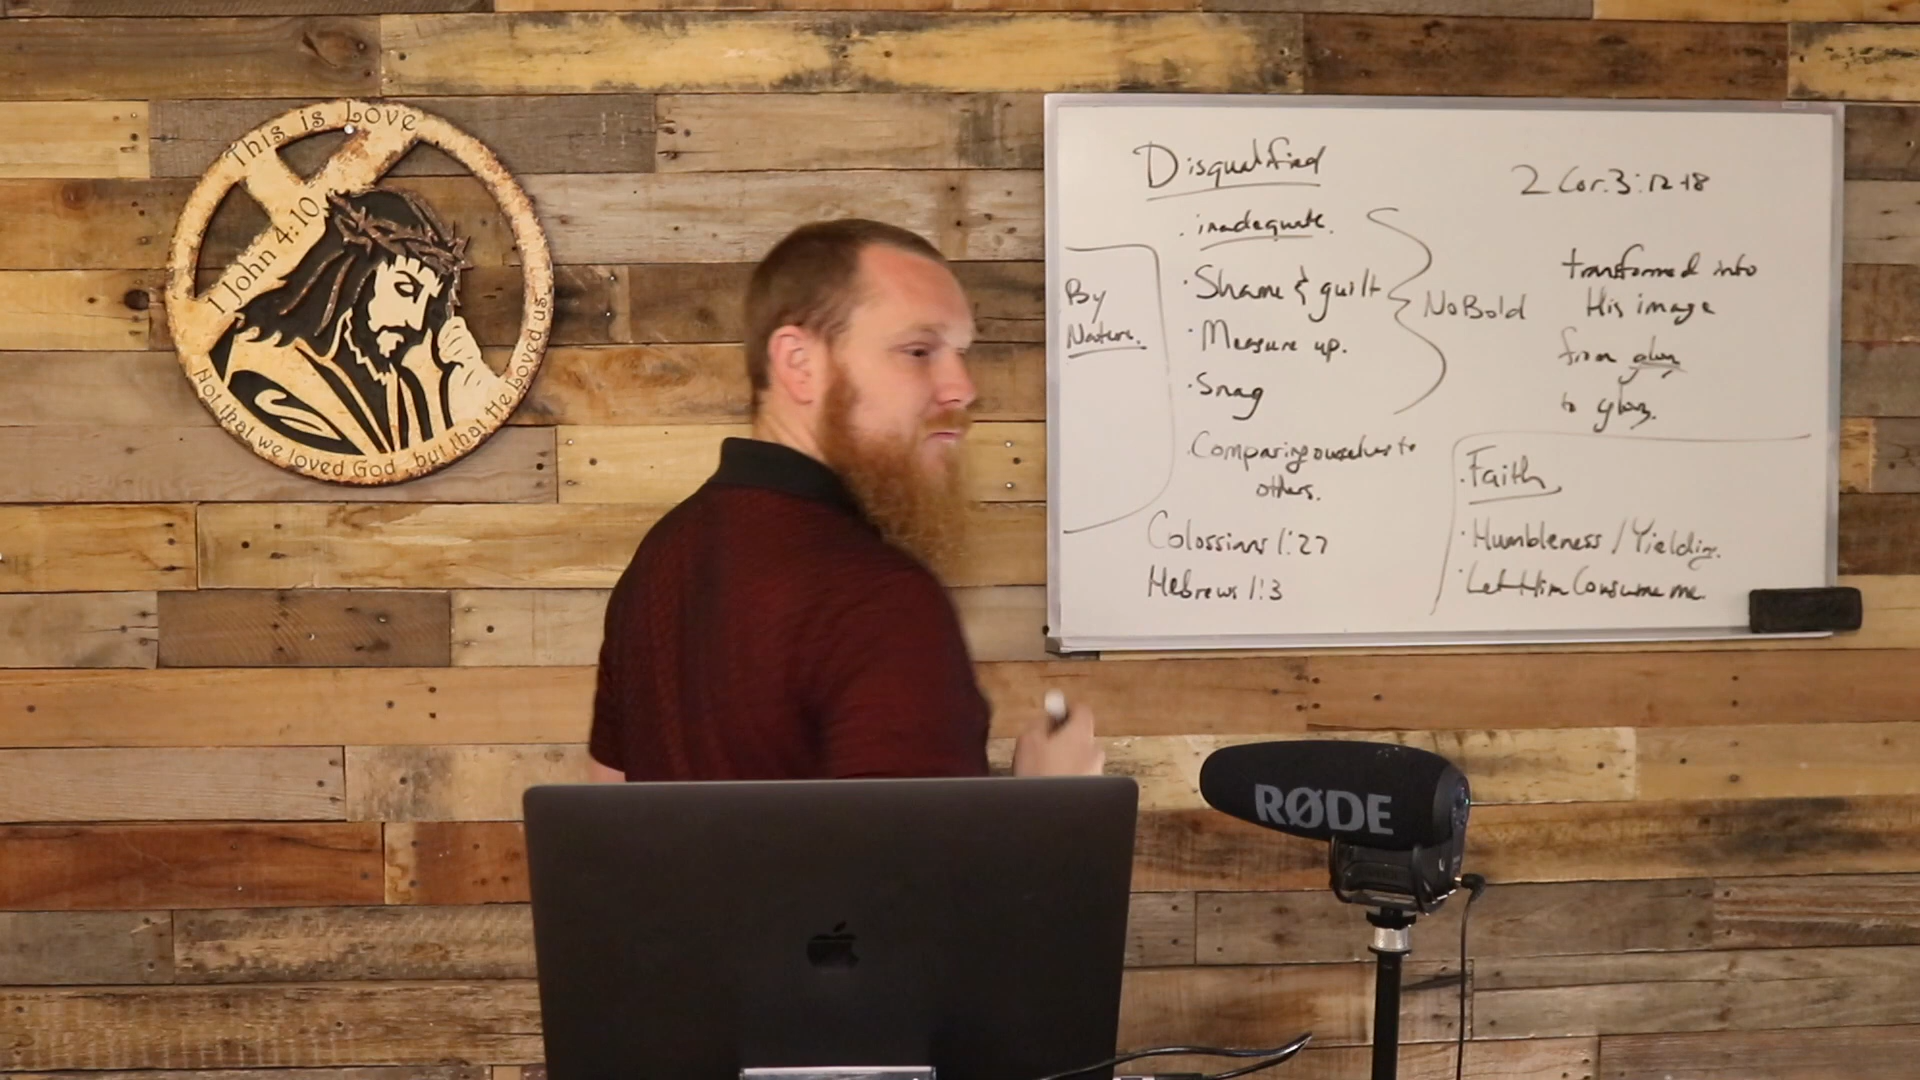 This is Love
1 John 4:10
Not that we loved God but that He Loved us
Disqualified
inadequate.
Shame & guilt
Measure up.
Snag
Comparing ourselves to
others.
Colossians 1:27
Hebrews 1:3
By
Nature.
No Bold
2 Cor. 3:12-18
transformed into
His image
from glory
to glory.
Faith
Humbleness / Yielding.
Let Him Consume me.
RØDE